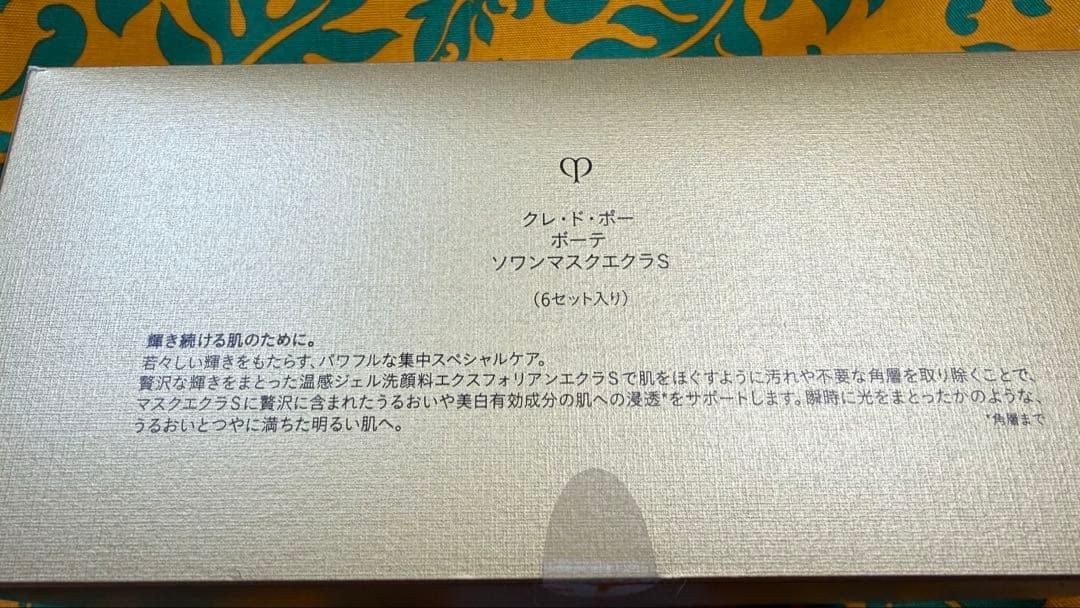 クレ・ド・ポー
ボーテ
ソワンマスクエクラS
(6セット入り)
輝き続ける肌のために。
若々しい輝きをもたらす、パワフルな集中スペシャルケア。
贅沢な輝きをまとった温感ジェル洗顔料エクスフォリアンエクラSで肌をほぐすように汚れや不要な角層を取り除くことで、
マスクエクラSに贅沢に含まれたうるおいや美白有効成分の肌への浸透*をサポートします。瞬時に光をまとったかのような、
うるおいとつやに満ちた明るい肌へ。
*角層まで